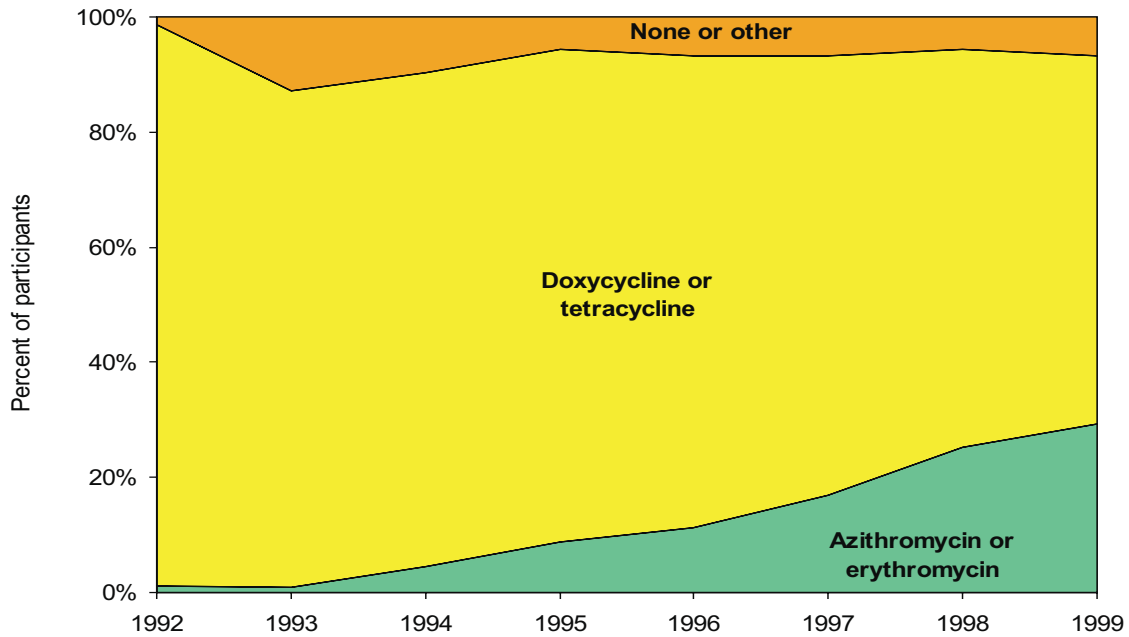 100%
80%
60%
40%
20%
0%
Percent of participants
None or other
Doxycycline or
tetracycline
Azithromycin or
erythromycin
1992 1993 1994 1995 1996 1997 1998 1999